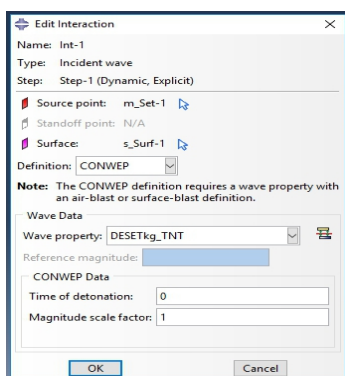 Edit Interaction
Name: Int-1
Type: Incident wave
Step: Step-1 (Dynamic, Explicit)
Source point: m_Set-1
Standoff point: N/A
Surface: s_Surf-1
Definition: CONWEP
Note: The CONWEP definition requires a wave property with
an air-blast or surface-blast definition.
Wave Data
Wave property: DESETkg_TNT
Reference magnitude:
CONWEP Data
Time of detonation: 0
Magnitude scale factor: 1
OK Cancel